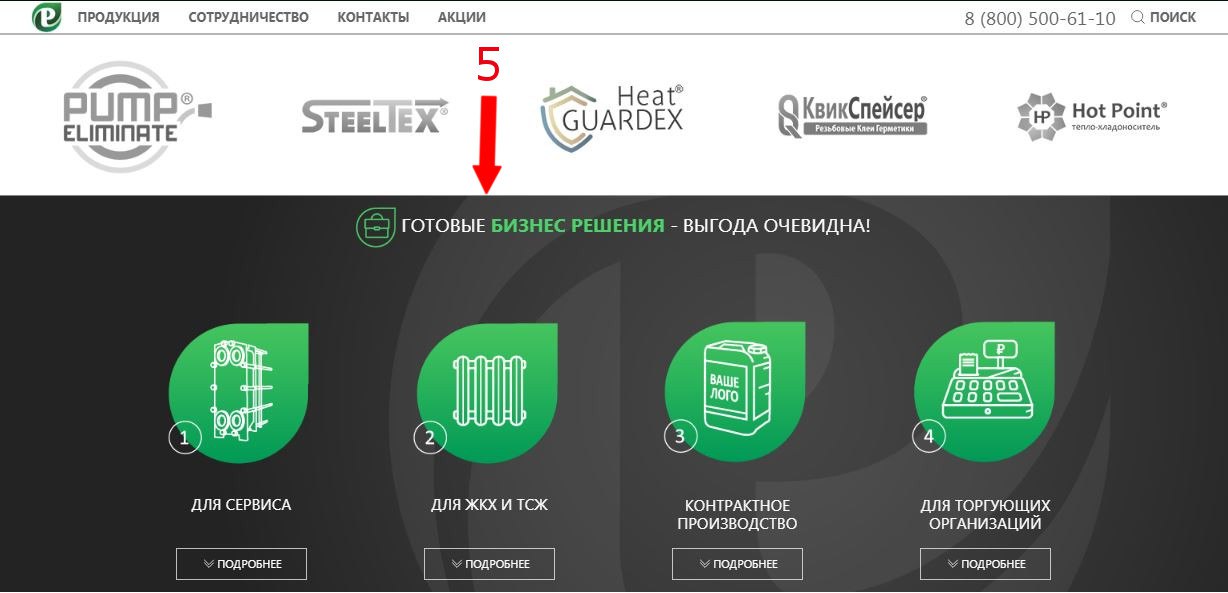 ПРОДУКЦИЯ СОТРУДНИЧЕСТВО КОНТАКТЫ АКЦИИ 8 (800) 500-61-10 ПОИСК
5
PUMP®
ELIMINATE
STEELTEX®
Heat®
GUARDEX
КвикСпейсер®
Резьбовые Клеи Герметики
HP
Hot Point®
тепло-хладоноситель
ГОТОВЫЕ БИЗНЕС РЕШЕНИЯ - ВЫГОДА ОЧЕВИДНА!
1
2
ВАШЕ
ЛОГО
3
₽
4
ДЛЯ СЕРВИСА
ДЛЯ ЖКХ И ТСЖ
КОНТРАКТНОЕ
ПРОИЗВОДСТВО
ДЛЯ ТОРГУЮЩИХ
ОРГАНИЗАЦИЙ
ПОДРОБНЕЕ
ПОДРОБНЕЕ
ПОДРОБНЕЕ
ПОДРОБНЕЕ